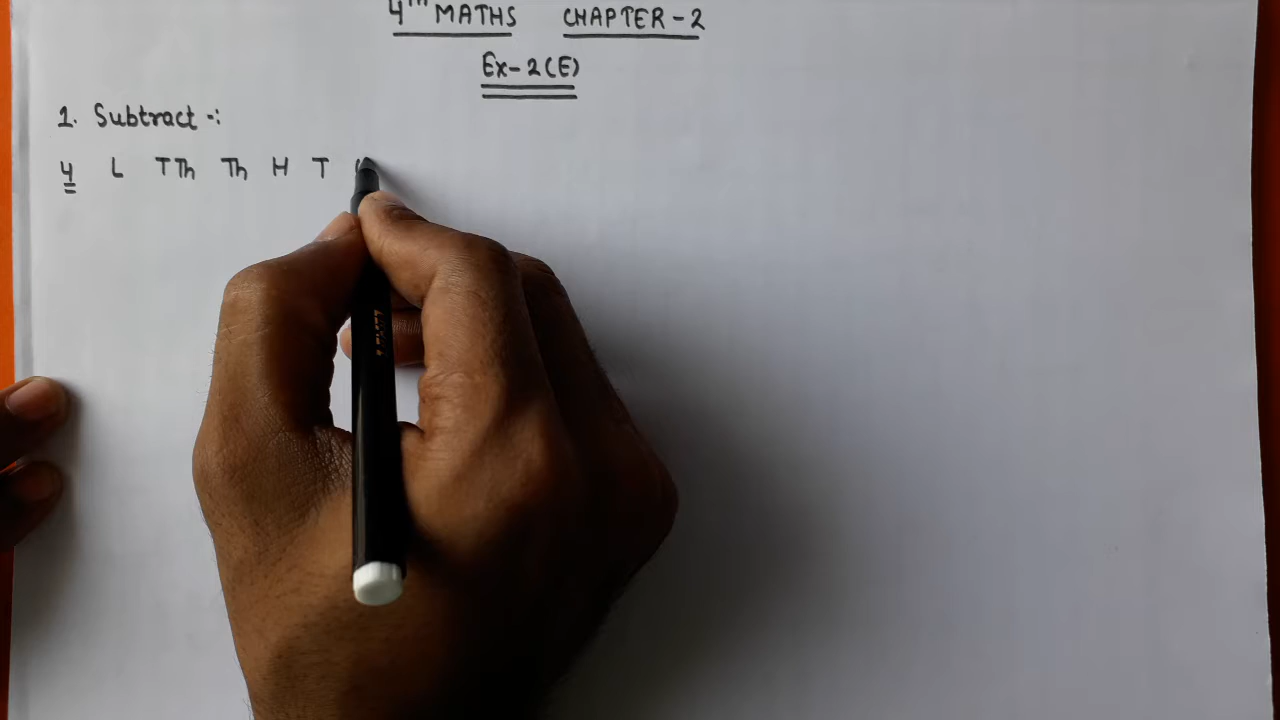 4th MATHS CHAPTER-2
Ex-2(E)
1. Subtract -:
4 L TTh Th H T